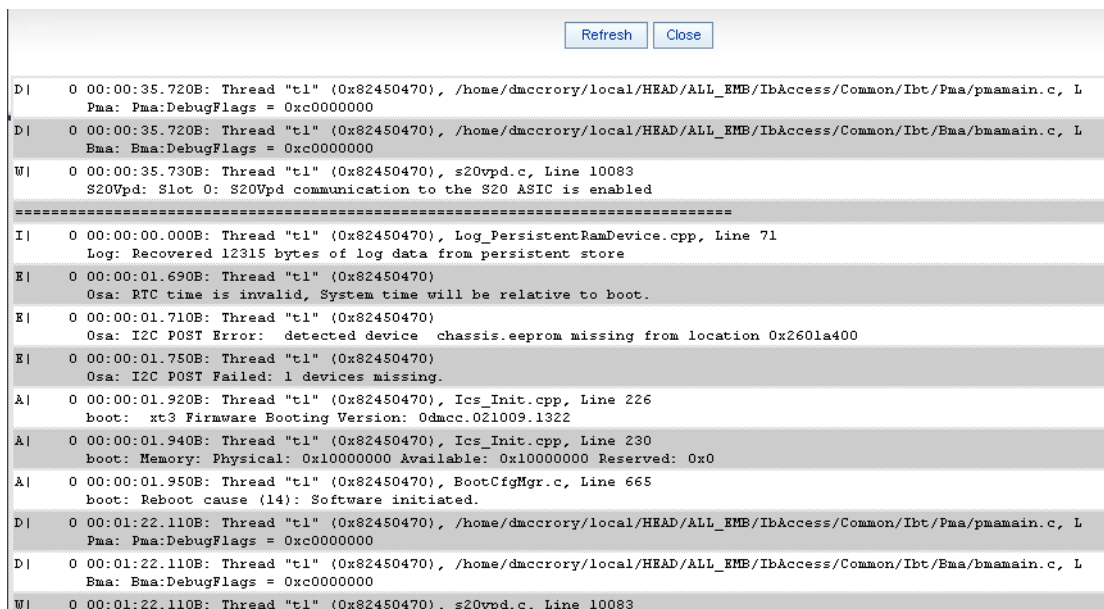 Refresh Close
D| 0 00:00:35.720B: Thread "t1" (0x82450470), /home/dmccrory/local/HEAD/ALL_EMB/IbAccess/Common/Ibt/Pma/pmamain.c, L
Pma: Pma:DebugFlags = 0xc0000000
D| 0 00:00:35.720B: Thread "t1" (0x82450470), /home/dmccrory/local/HEAD/ALL_EMB/IbAccess/Common/Ibt/Bma/bmamain.c, L
Bma: Bma:DebugFlags = 0xc0000000
W| 0 00:00:35.730B: Thread "t1" (0x82450470), s20vpd.c, Line 10083
S20Vpd: Slot 0: S20Vpd communication to the S20 ASIC is enabled
================================================================================
I| 0 00:00:00.000B: Thread "t1" (0x82450470), Log_PersistentRamDevice.cpp, Line 71
Log: Recovered 12315 bytes of log data from persistent store
E| 0 00:00:01.690B: Thread "t1" (0x82450470)
Osa: RTC time is invalid, System time will be relative to boot.
E| 0 00:00:01.710B: Thread "t1" (0x82450470)
Osa: I2C POST Error:  detected device  chassis.eeprom missing from location 0x2601a400
E| 0 00:00:01.750B: Thread "t1" (0x82450470)
Osa: I2C POST Failed: 1 devices missing.
A| 0 00:00:01.920B: Thread "t1" (0x82450470), Ics_Init.cpp, Line 226
boot:  xt3 Firmware Booting Version: 0dmcc.021009.1322
A| 0 00:00:01.940B: Thread "t1" (0x82450470), Ics_Init.cpp, Line 230
boot: Memory: Physical: 0x10000000 Available: 0x10000000 Reserved: 0x0
A| 0 00:00:01.950B: Thread "t1" (0x82450470), BootCfgMgr.c, Line 665
boot: Reboot cause (14): Software initiated.
D| 0 00:01:22.110B: Thread "t1" (0x82450470), /home/dmccrory/local/HEAD/ALL_EMB/IbAccess/Common/Ibt/Pma/pmamain.c, L
Pma: Pma:DebugFlags = 0xc0000000
D| 0 00:01:22.110B: Thread "t1" (0x82450470), /home/dmccrory/local/HEAD/ALL_EMB/IbAccess/Common/Ibt/Bma/bmamain.c, L
Bma: Bma:DebugFlags = 0xc0000000
W| 0 00:01:22.110B: Thread "t1" (0x82450470), s20vpd.c, Line 10083